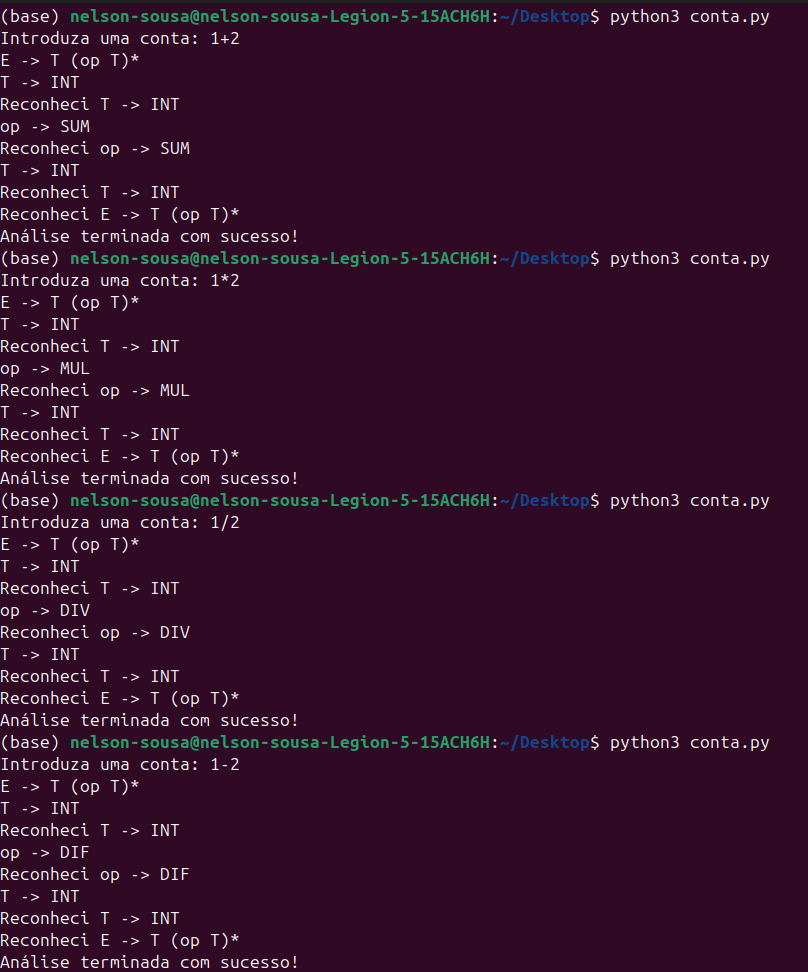 (base) nelson-sousa@nelson-sousa-Legion-5-15ACH6H:~/Desktop$ python3 conta.py
Introduza uma conta: 1+2
E -> T (op T)*
T -> INT
Reconheci T -> INT
op -> SUM
Reconheci op -> SUM
T -> INT
Reconheci T -> INT
Reconheci E -> T (op T)*
Análise terminada com sucesso!
(base) nelson-sousa@nelson-sousa-Legion-5-15ACH6H:~/Desktop$ python3 conta.py
Introduza uma conta: 1*2
E -> T (op T)*
T -> INT
Reconheci T -> INT
op -> MUL
Reconheci op -> MUL
T -> INT
Reconheci T -> INT
Reconheci E -> T (op T)*
Análise terminada com sucesso!
(base) nelson-sousa@nelson-sousa-Legion-5-15ACH6H:~/Desktop$ python3 conta.py
Introduza uma conta: 1/2
E -> T (op T)*
T -> INT
Reconheci T -> INT
op -> DIV
Reconheci op -> DIV
T -> INT
Reconheci T -> INT
Reconheci E -> T (op T)*
Análise terminada com sucesso!
(base) nelson-sousa@nelson-sousa-Legion-5-15ACH6H:~/Desktop$ python3 conta.py
Introduza uma conta: 1-2
E -> T (op T)*
T -> INT
Reconheci T -> INT
op -> DIF
Reconheci op -> DIF
T -> INT
Reconheci T -> INT
Reconheci E -> T (op T)*
Análise terminada com sucesso!